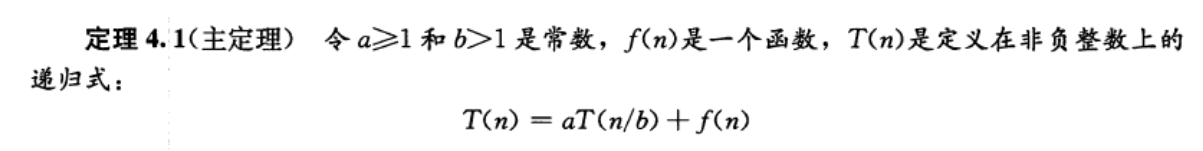 定理 4.1(主定理) 令 a⩾1 和 b>1 是常数，f(n)是一个函数，T(n)是定义在非负整数上的
递归式：
T(n) = aT(n/b) + f(n)